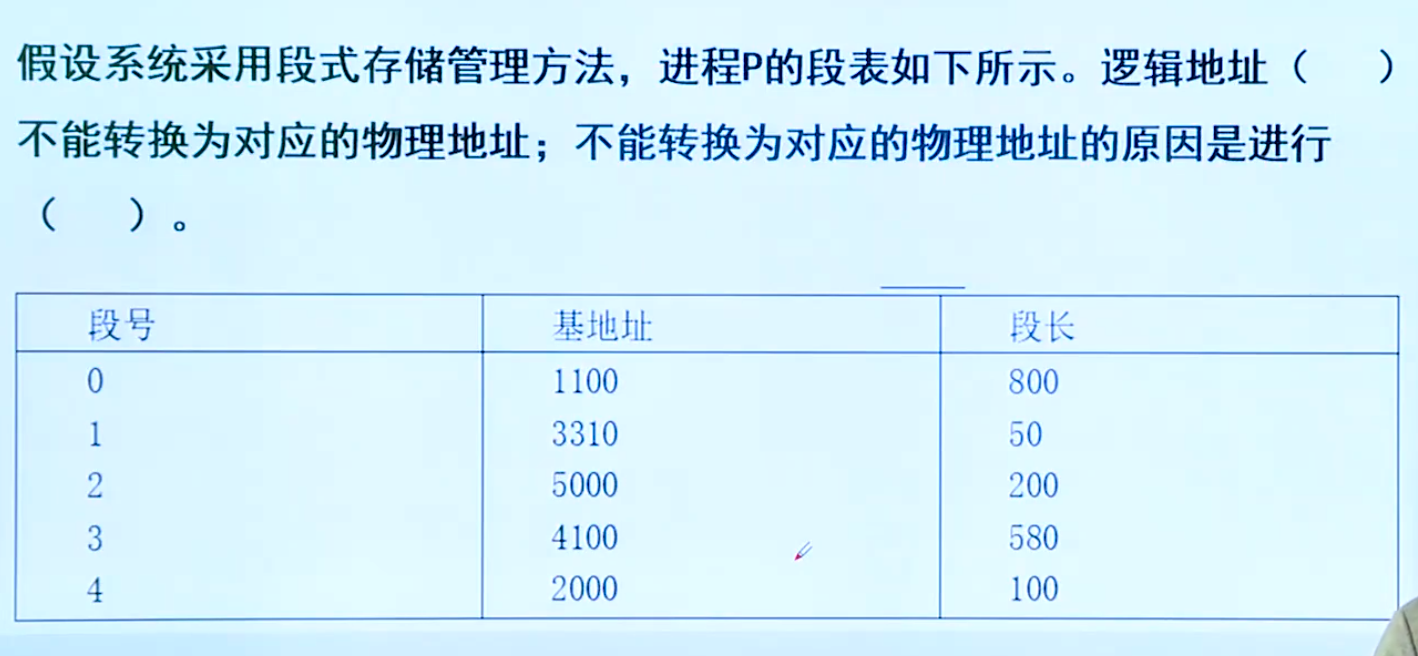 假设系统采用段式存储管理方法，进程P的段表如下所示。逻辑地址（　　）
不能转换为对应的物理地址；不能转换为对应的物理地址的原因是进行
（　　）。
段号 基地址 段长
0 1100 800
1 3310 50
2 5000 200
3 4100 580
4 2000 100